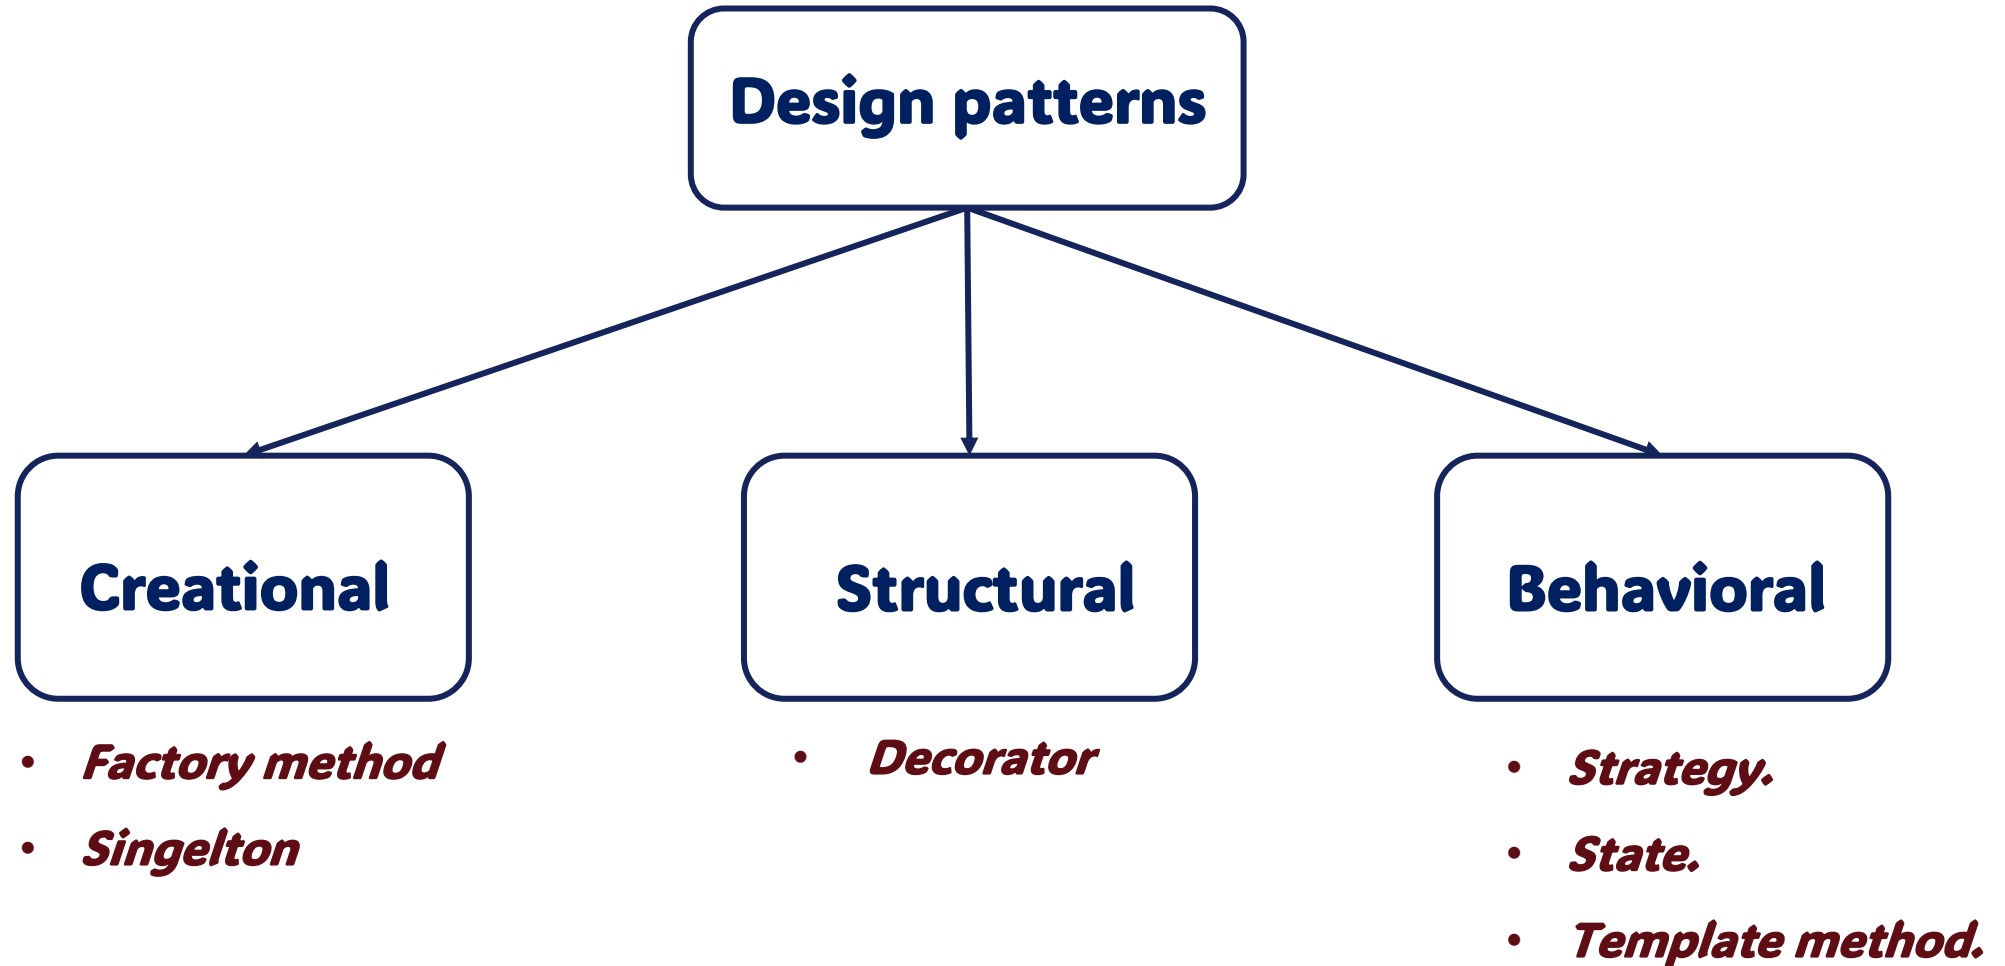 Design patterns
Creational
Structural
Behavioral
• Factory method
• Singelton
• Decorator
• Strategy.
• State.
• Template method.